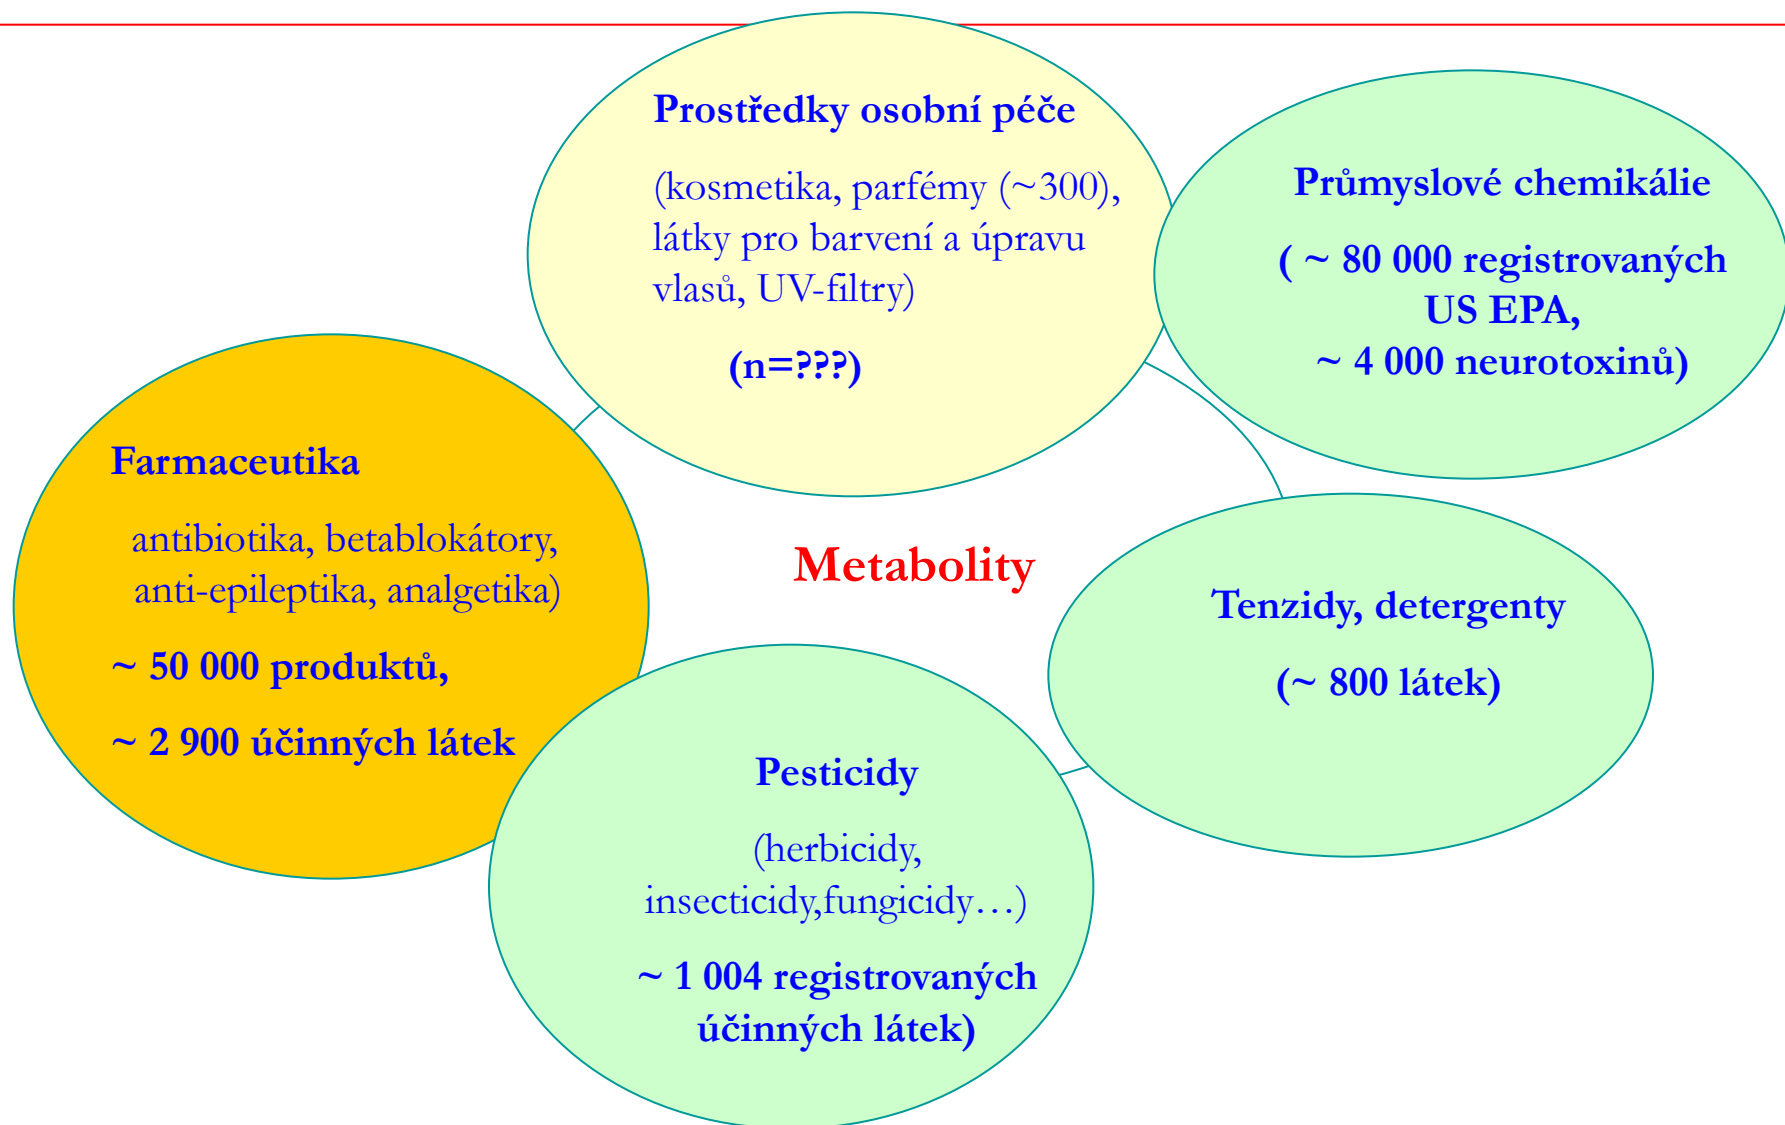 Prostředky osobní péče
(kosmetika, parfémy (~300),
látky pro barvení a úpravu
vlasů, UV-filtry)
(n=???)
Průmyslové chemikálie
( ~ 80 000 registrovaných
US EPA,
~ 4 000 neurotoxinů)
Farmaceutika
antibiotika, betablokátory,
anti-epileptika, analgetika)
~ 50 000 produktů,
~ 2 900 účinných látek
Metabolity
Tenzidy, detergenty
(~ 800 látek)
Pesticidy
(herbicidy,
insecticidy,fungicidy…)
~ 1 004 registrovaných
účinných látek)